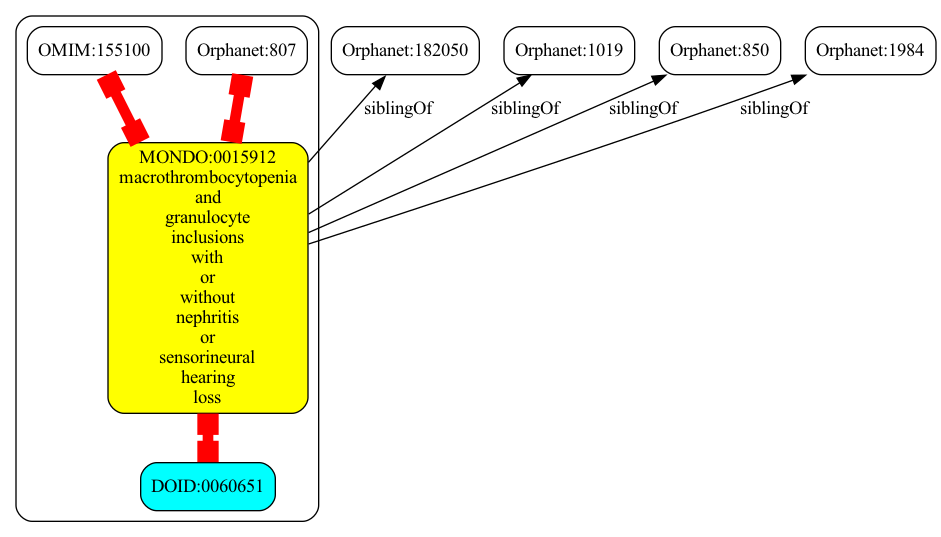 OMIM:155100
Orphanet:807
Orphanet:182050
Orphanet:1019
Orphanet:850
Orphanet:1984
siblingOf
siblingOf
siblingOf
siblingOf
MONDO:0015912
macrothrombocytopenia
and
granulocyte
inclusions
with
or
without
nephritis
or
sensorineural
hearing
loss
DOID:0060651